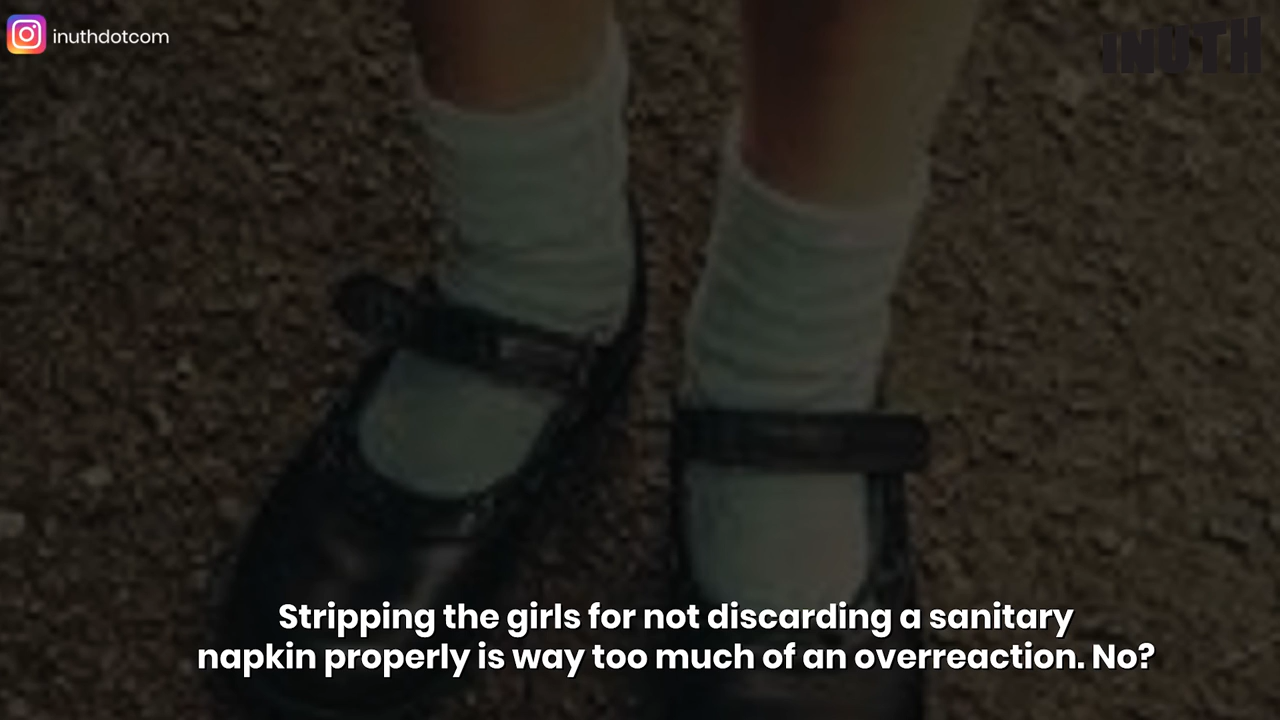 inuthdotcom
INUTH
Stripping the girls for not discarding a sanitary
napkin properly is way too much of an overreaction. No?